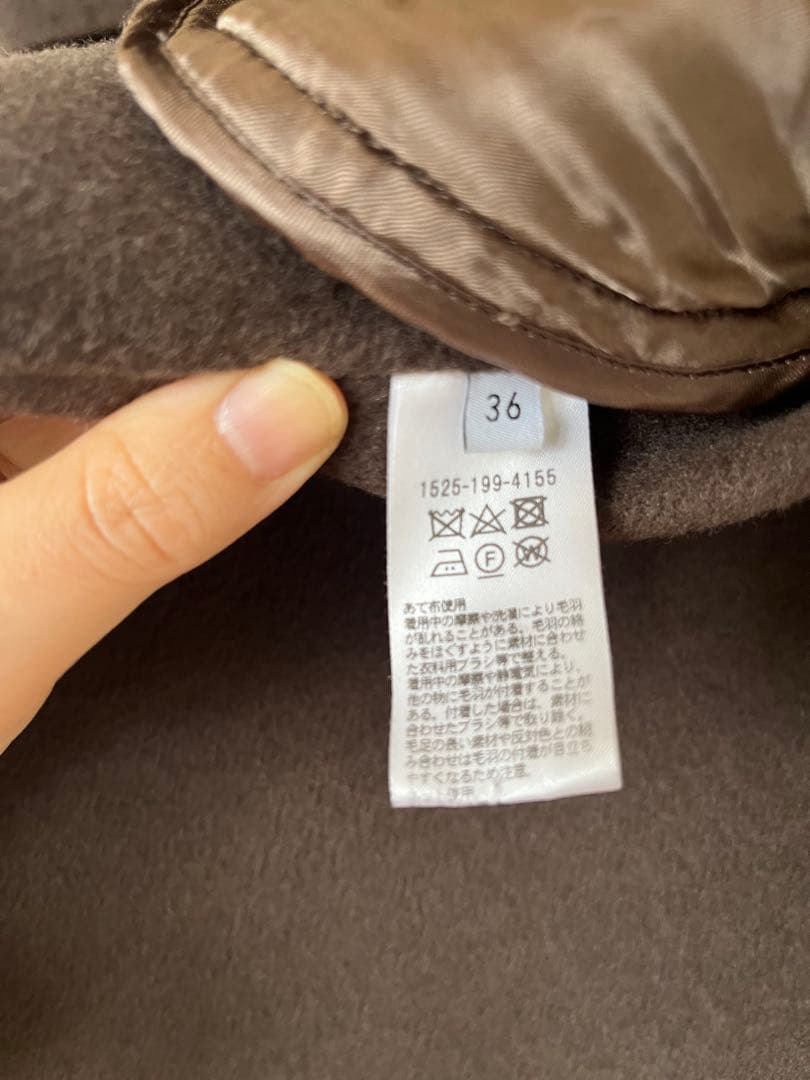 36
1525-199-4155
F
W
あて布使用
着用中の摩擦や洗濯により毛羽
が乱れることがある。毛羽の絡
みをほぐすように素材に合わせ
た衣料用ブラシ等で整える。
着用中の摩擦や静電気により、
他の物に毛羽が付着することが
ある。付着した場合は、素材に
合わせたブラシ等で取り除く。
毛足の長い素材や反対色との組
み合わせは毛羽の付着が目立ち
やすくなるため注意
使用